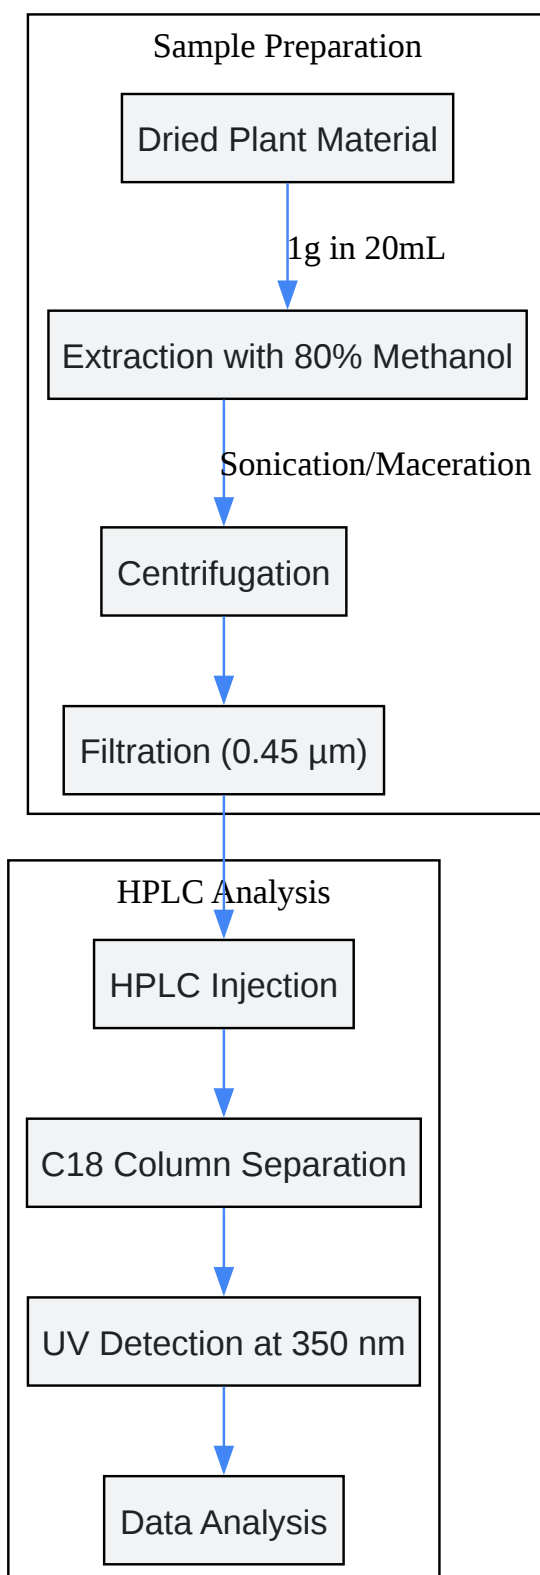 Sample Preparation
Dried Plant Material
1g in 20mL
Extraction with 80% Methanol
Sonication/Maceration
Centrifugation
Filtration (0.45 µm)
HPLC Analysis
HPLC Injection
C18 Column Separation
UV Detection at 350 nm
Data Analysis